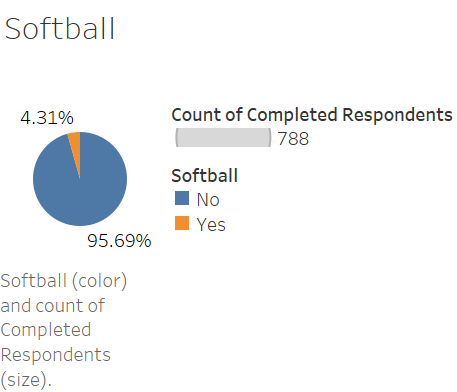 Softball
4.31%
95.69%
Count of Completed Respondents
788
Softball
No
Yes
Softball (color)
and count of
Completed
Respondents
(size).